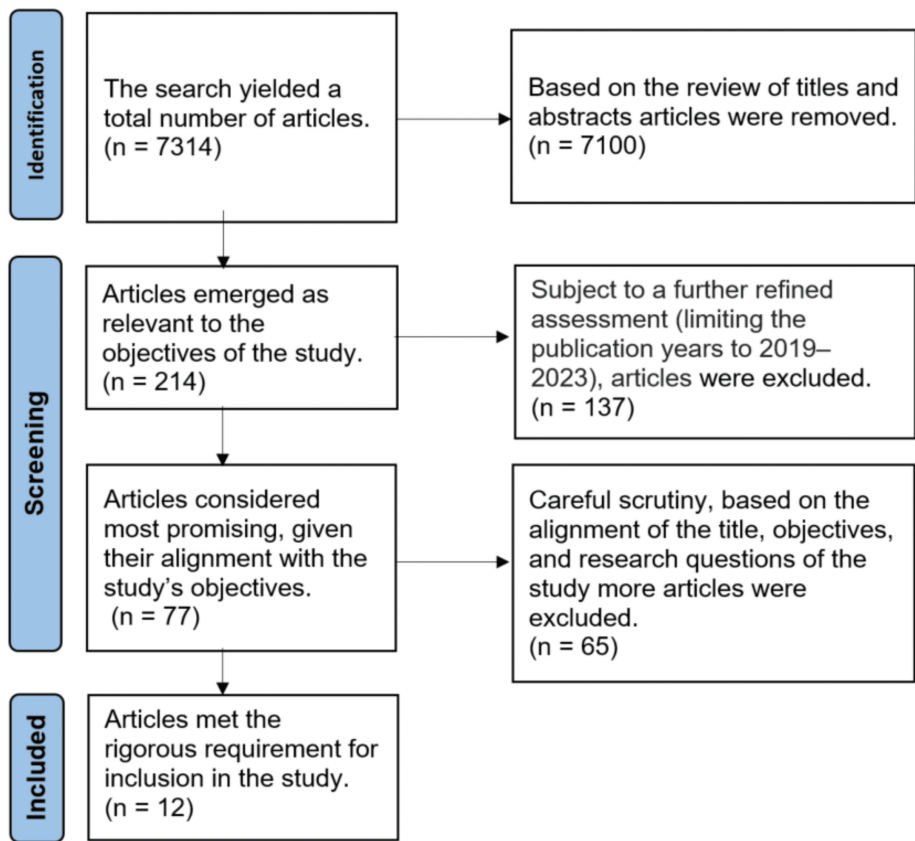 Identification
The search yielded a
total number of articles.
(n = 7314)
Based on the review of titles and
abstracts articles were removed.
(n = 7100)
Screening
Articles emerged as
relevant to the
objectives of the study.
(n = 214)
Subject to a further refined
assessment (limiting the
publication years to 2019–
2023), articles were excluded.
(n = 137)
Articles considered
most promising, given
their alignment with the
study’s objectives.
(n = 77)
Careful scrutiny, based on the
alignment of the title, objectives,
and research questions of the
study more articles were
excluded.
(n = 65)
Included
Articles met the
rigorous requirement for
inclusion in the study.
(n = 12)